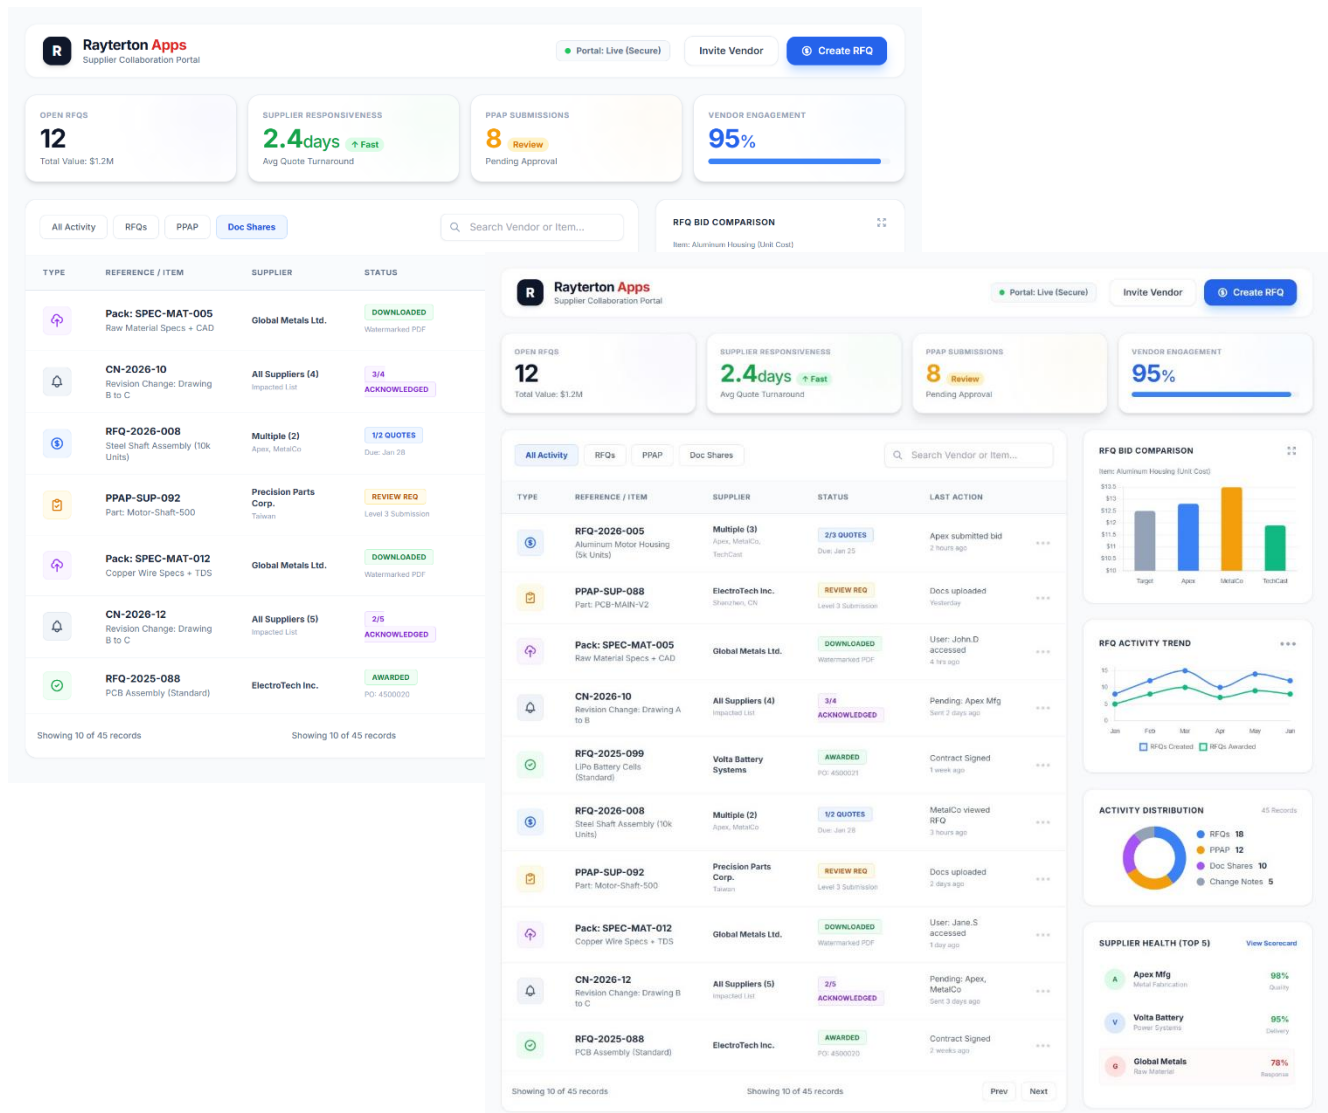 R
Rayterton Apps
Supplier Collaboration Portal
Portal: Live (Secure)
Invite Vendor
Create RFQ
OPEN RFQS
12
Total Value: $1.2M
SUPPLIER RESPONSIVENESS
2.4days ↑ Fast
Avg Quote Turnaround
PPAP SUBMISSIONS
8 Review
Pending Approval
VENDOR ENGAGEMENT
95%
All Activity RFQs PPAP Doc Shares
Search Vendor or Item...
RFQ BID COMPARISON
Item: Aluminum Housing (Unit Cost)
TYPE REFERENCE / ITEM SUPPLIER STATUS
Pack: SPEC-MAT-005
Raw Material Specs + CAD
Global Metals Ltd.
DOWNLOADED
Watermarked PDF
CN-2026-10
Revision Change: Drawing
B to C
All Suppliers (4)
Impacted List
3/4
ACKNOWLEDGED
RFQ-2026-008
Steel Shaft Assembly (10k
Units)
Multiple (2)
Apex, MetalCo
1/2 QUOTES
Due: Jan 28
PPAP-SUP-092
Part: Motor-Shaft-500
Precision Parts
Corp.
Taiwan
REVIEW REQ
Level 3 Submission
Pack: SPEC-MAT-012
Copper Wire Specs + TDS
Global Metals Ltd.
DOWNLOADED
Watermarked PDF
CN-2026-12
Revision Change: Drawing
B to C
All Suppliers (5)
Impacted List
2/5
ACKNOWLEDGED
RFQ-2025-088
PCB Assembly (Standard)
ElectroTech Inc.
AWARDED
PO: 4500020
Showing 10 of 45 records
Showing 10 of 45 records
R
Rayterton Apps
Supplier Collaboration Portal
Portal: Live (Secure)
Invite Vendor
Create RFQ
OPEN RFQS
12
Total Value: $1.2M
SUPPLIER RESPONSIVENESS
2.4days ↑ Fast
Avg Quote Turnaround
PPAP SUBMISSIONS
8 Review
Pending Approval
VENDOR ENGAGEMENT
95%
All Activity RFQs PPAP Doc Shares
Search Vendor or Item...
TYPE REFERENCE / ITEM SUPPLIER STATUS LAST ACTION
RFQ-2026-005
Aluminum Motor Housing
(5k Units)
Multiple (3)
Apex, MetalCo,
TechCast
2/3 QUOTES
Due: Jan 25
Apex submitted bid
2 hours ago
PPAP-SUP-088
Part: PCB-MAIN-V2
ElectroTech Inc.
Shenzhen, CN
REVIEW REQ
Level 3 Submission
Docs uploaded
Yesterday
Pack: SPEC-MAT-005
Raw Material Specs + CAD
Global Metals Ltd.
DOWNLOADED
Watermarked PDF
User: John.D
accessed
4 hrs ago
CN-2026-10
Revision Change: Drawing A
to B
All Suppliers (4)
Impacted List
3/4
ACKNOWLEDGED
Pending: Apex Mfg
Sent 2 days ago
RFQ-2025-099
LiPo Battery Cells
(Standard)
Volta Battery
Systems
AWARDED
PO: 4500021
Contract Signed
1 week ago
RFQ-2026-008
Steel Shaft Assembly (10k
Units)
Multiple (2)
Apex, MetalCo
1/2 QUOTES
Due: Jan 28
MetalCo viewed
RFQ
3 hours ago
PPAP-SUP-092
Part: Motor-Shaft-500
Precision Parts
Corp.
Taiwan
REVIEW REQ
Level 3 Submission
Docs uploaded
2 days ago
Pack: SPEC-MAT-012
Copper Wire Specs + TDS
Global Metals Ltd.
DOWNLOADED
Watermarked PDF
User: Jane.S
accessed
1 day ago
CN-2026-12
Revision Change: Drawing B
to C
All Suppliers (5)
Impacted List
2/5
ACKNOWLEDGED
Pending: Apex,
MetalCo
Sent 3 days ago
RFQ-2025-088
PCB Assembly (Standard)
ElectroTech Inc.
AWARDED
PO: 4500020
Contract Signed
2 weeks ago
Showing 10 of 45 records
Showing 10 of 45 records
Prev Next
RFQ BID COMPARISON
Item: Aluminum Housing (Unit Cost)
$13.5
$13
$12.5
$12
$11.5
$11
$10.5
$10
Target Apex MetalCo TechCast
RFQ ACTIVITY TREND
15
10
5
0
Jan Feb Mar Apr May Jan
RFQs Created RFQs Awarded
ACTIVITY DISTRIBUTION
45 Records
RFQs 18
PPAP 12
Doc Shares 10
Change Notes 5
SUPPLIER HEALTH (TOP 5)
View Scorecard
A
Apex Mfg
Metal Fabrication
98%
Quality
V
Volta Battery
Power Systems
95%
Delivery
G
Global Metals
Raw Material
78%
Response